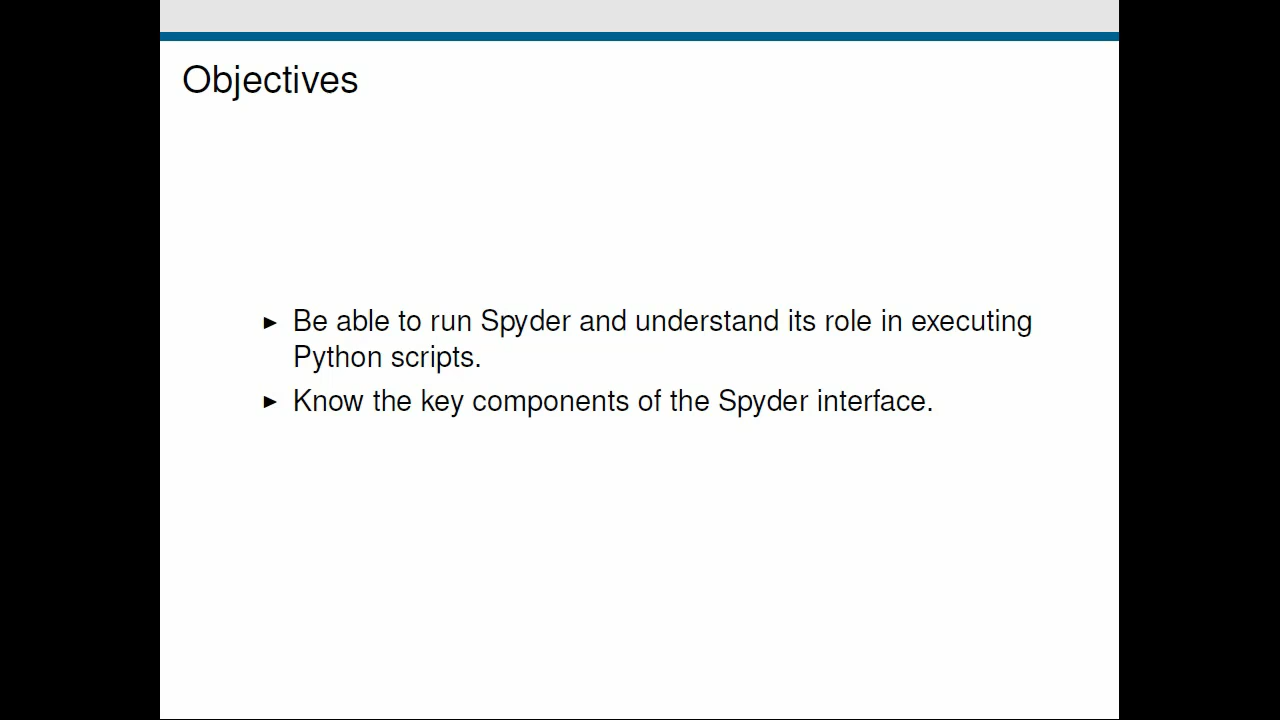 Objectives
▶ Be able to run Spyder and understand its role in executing
Python scripts.
▶ Know the key components of the Spyder interface.